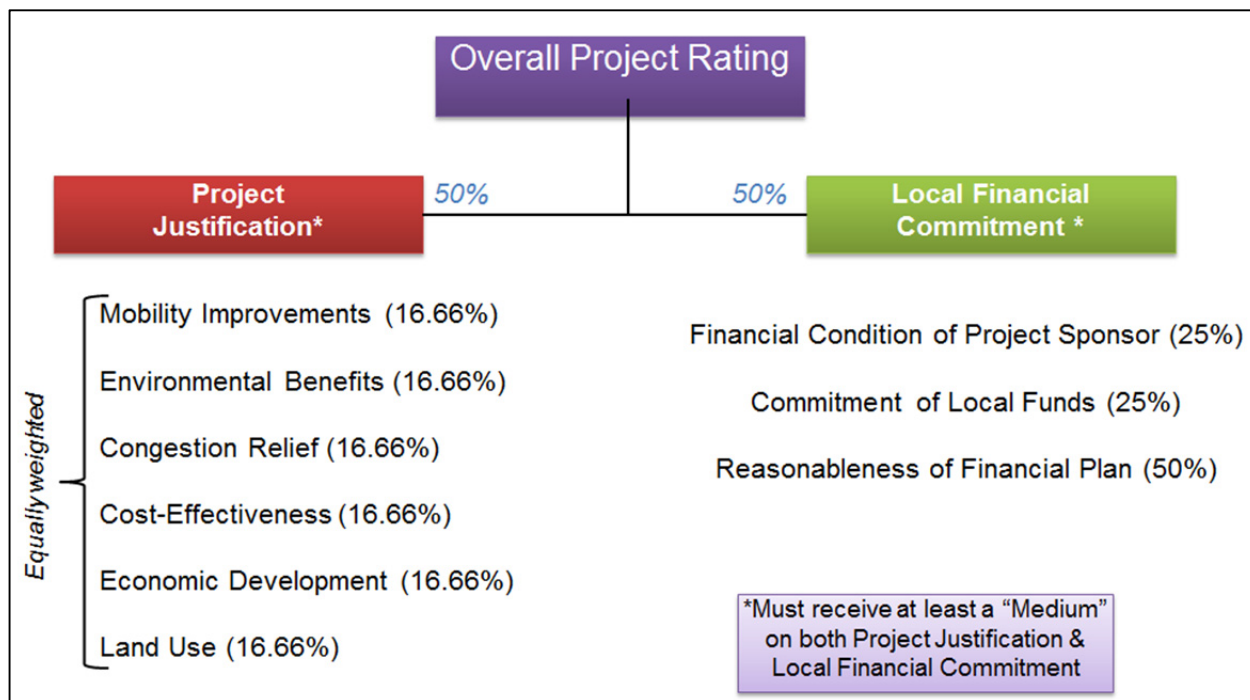 Overall Project Rating
Project
Justification*
50%
50%
Local Financial
Commitment *
Equally weighted
Mobility Improvements (16.66%)
Environmental Benefits (16.66%)
Congestion Relief (16.66%)
Cost-Effectiveness (16.66%)
Economic Development (16.66%)
Land Use (16.66%)
Financial Condition of Project Sponsor (25%)
Commitment of Local Funds (25%)
Reasonableness of Financial Plan (50%)
*Must receive at least a “Medium”
on both Project Justification &
Local Financial Commitment